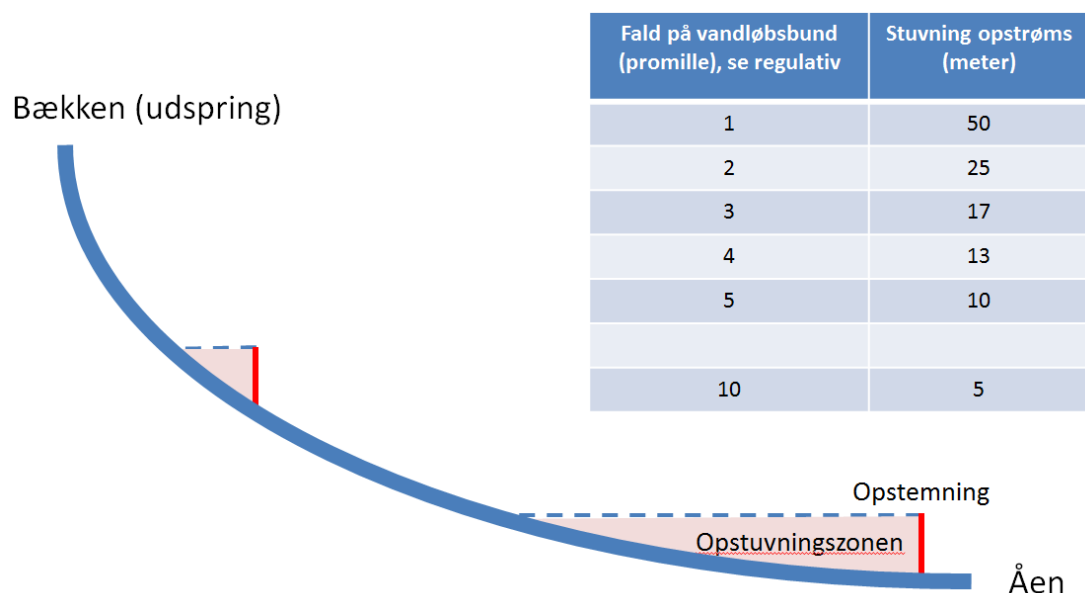 Fald på vandløbsbund
(promille), se regulativ
Stuvning opstrøms
(meter)
Bækken (udspring)
1 50
2 25
3 17
4 13
5 10
10 5
Opstemning
Opstuvningszonen
Åen